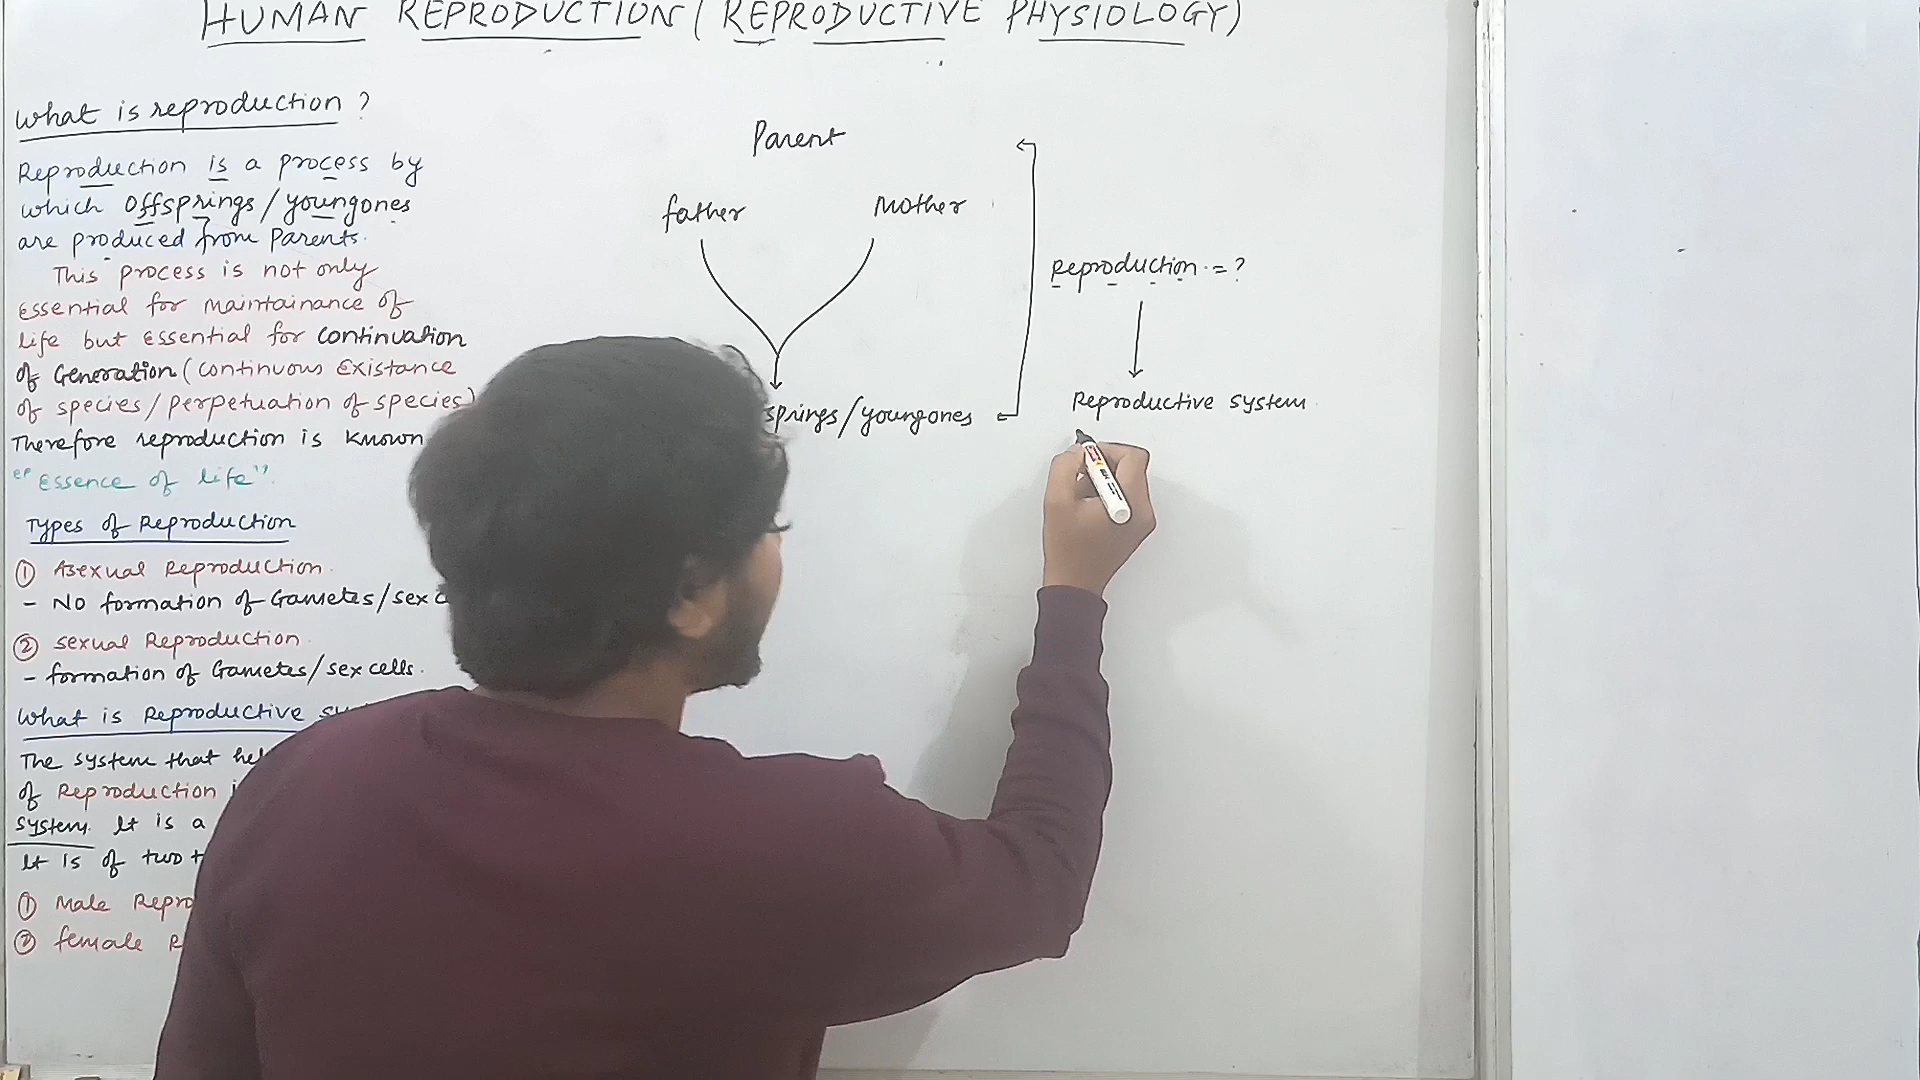 HUMAN REPRODUCTION (REPRODUCTIVE PHYSIOLOGY)
What is reproduction?
Reproduction is a process by
which offsprings/youngones
are produced from Parents.
This process is not only
Essential for maintainance of
life but Essential for continuation
of Generation (continuous Existance
of species/perpetuation of species)
Therefore reproduction is known
"Essence of life".
Types of Reproduction
① Asexual Reproduction.
- No formation of Gametes/sex
② sexual Reproduction.
- formation of Gametes/sex cells.
What is Reproductive
The system that
of Reproduction
system. It is a
It is of two
① Male
② female
Parent
father Mother
springs/youngones
Reproduction = ?
Reproductive system